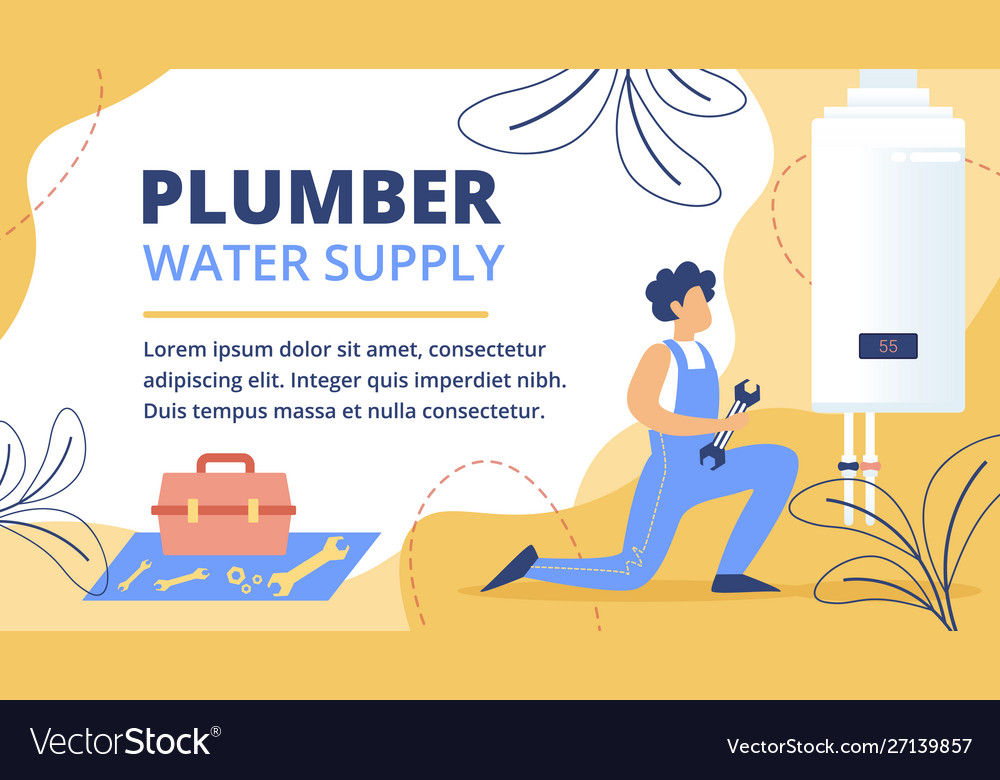 PLUMBER
WATER SUPPLY
Lorem ipsum dolor sit amet, consectetur
adipiscing elit. Integer quis imperdiet nibh.
Duis tempus massa et nulla consectetur.
55
VectorStock®
VectorStock.com/27139857